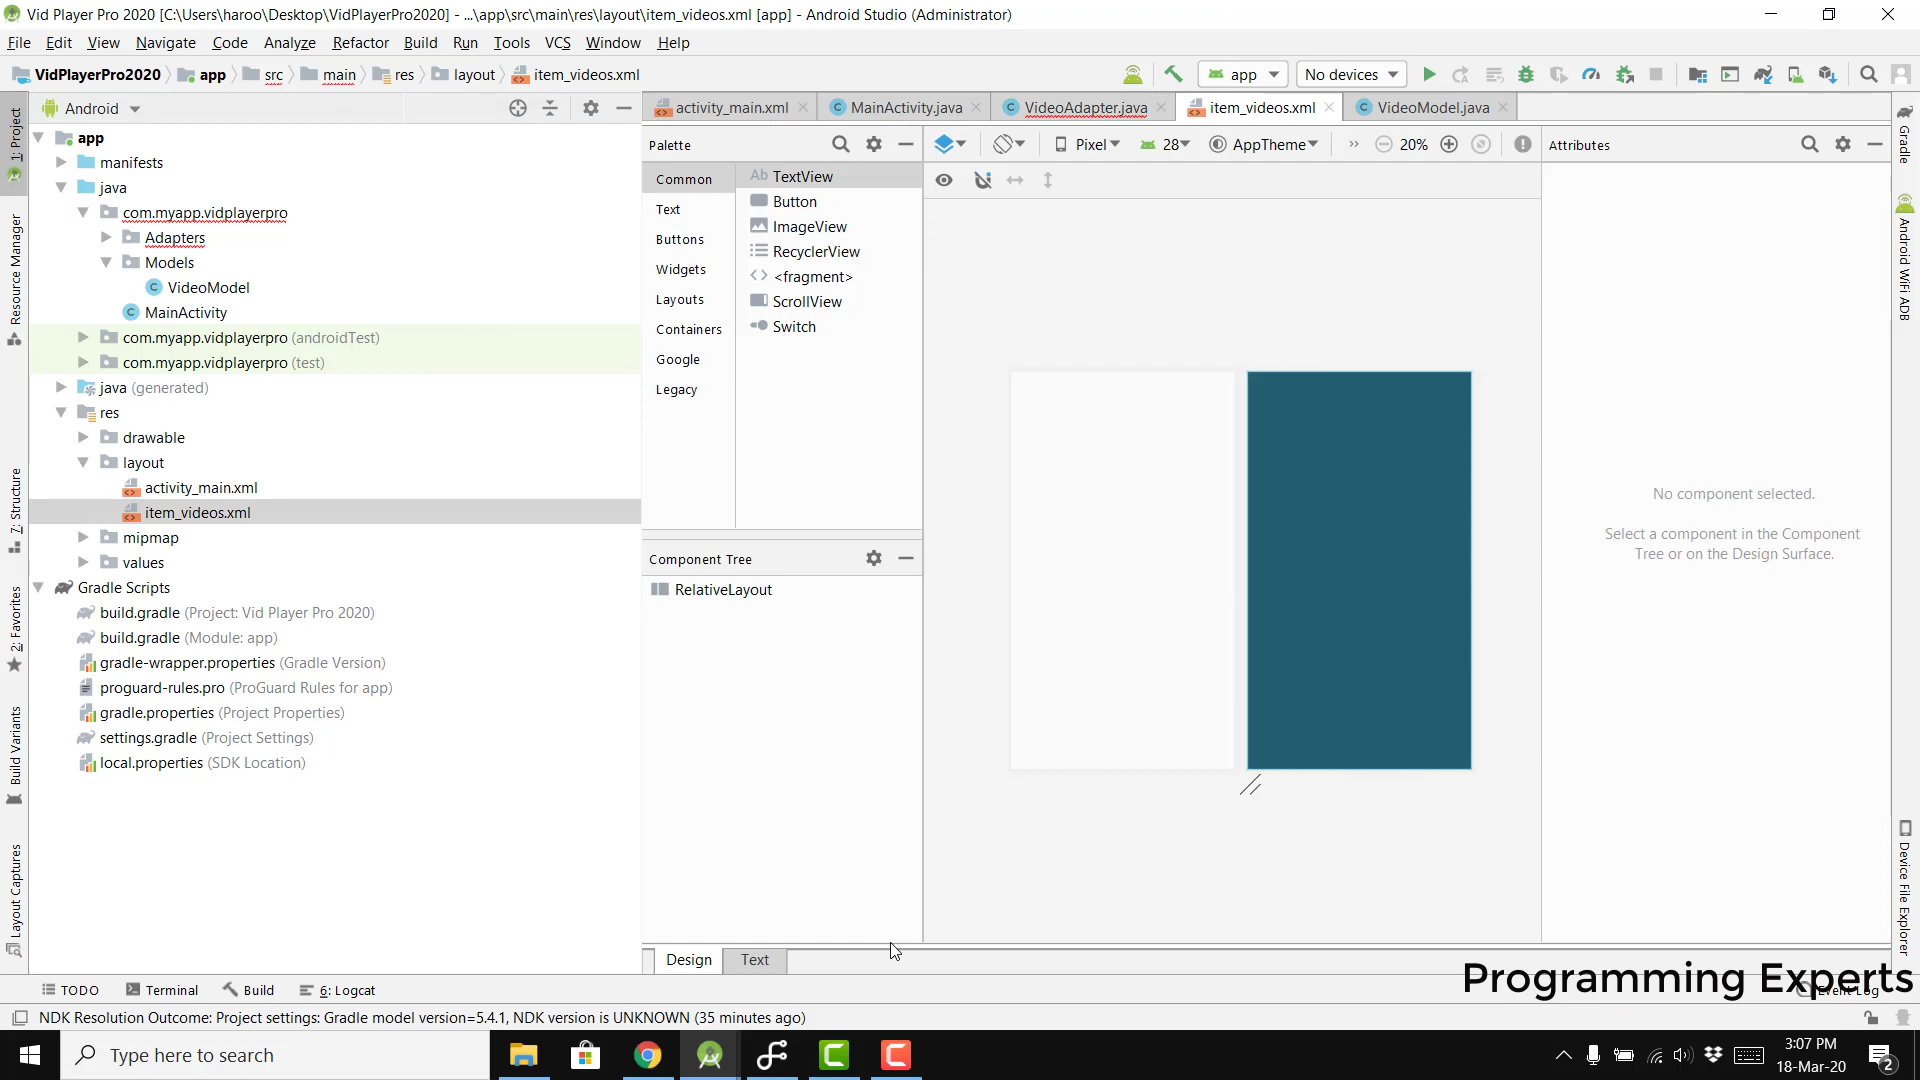 Vid Player Pro 2020 [C:\Users\haroo\Desktop\VidPlayerPro2020] - ...\app\src\main\res\layout\item_videos.xml [app] - Android Studio (Administrator)
File Edit View Navigate Code Analyze Refactor Build Run Tools VCS Window Help
VidPlayerPro2020 app src main res layout item_videos.xml
app No devices
Android
activity_main.xml MainActivity.java VideoAdapter.java item_videos.xml VideoModel.java
1: Project
Resource Manager
7: Structure
2: Favorites
Build Variants
Layout Captures
app
manifests
java
com.myapp.vidplayerpro
Adapters
Models
VideoModel
MainActivity
com.myapp.vidplayerpro (androidTest)
com.myapp.vidplayerpro (test)
java (generated)
res
drawable
layout
activity_main.xml
item_videos.xml
mipmap
values
Gradle Scripts
build.gradle (Project: Vid Player Pro 2020)
build.gradle (Module: app)
gradle-wrapper.properties (Gradle Version)
proguard-rules.pro (ProGuard Rules for app)
gradle.properties (Project Properties)
settings.gradle (Project Settings)
local.properties (SDK Location)
Palette
Common
Text
Buttons
Widgets
Layouts
Containers
Google
Legacy
Ab TextView
Button
ImageView
RecyclerView
<fragment>
ScrollView
Switch
Component Tree
RelativeLayout
Pixel 28 AppTheme 20%
Attributes
No component selected.
Select a component in the Component
Tree or on the Design Surface.
Gradle
Android WiFi ADB
Device File Explorer
Design Text
Programming Experts
TODO Terminal Build 6: Logcat Event Log
NDK Resolution Outcome: Project settings: Gradle model version=5.4.1, NDK version is UNKNOWN (35 minutes ago)
Type here to search
3:07 PM
18-Mar-20
2